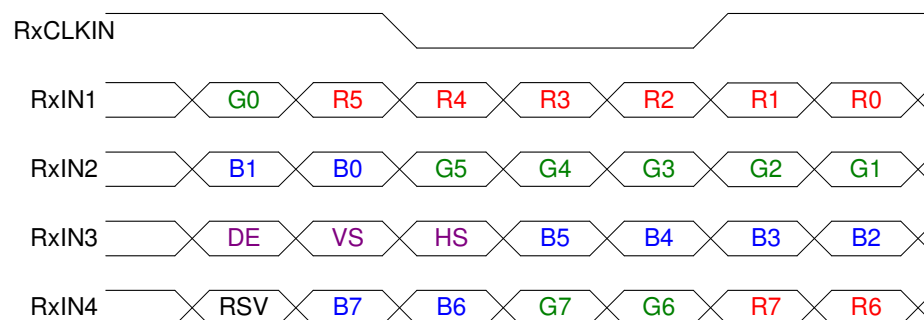 RxCLKIN
RxIN1 G0 R5 R4 R3 R2 R1 R0
RxIN2 B1 B0 G5 G4 G3 G2 G1
RxIN3 DE VS HS B5 B4 B3 B2
RxIN4 RSV B7 B6 G7 G6 R7 R6